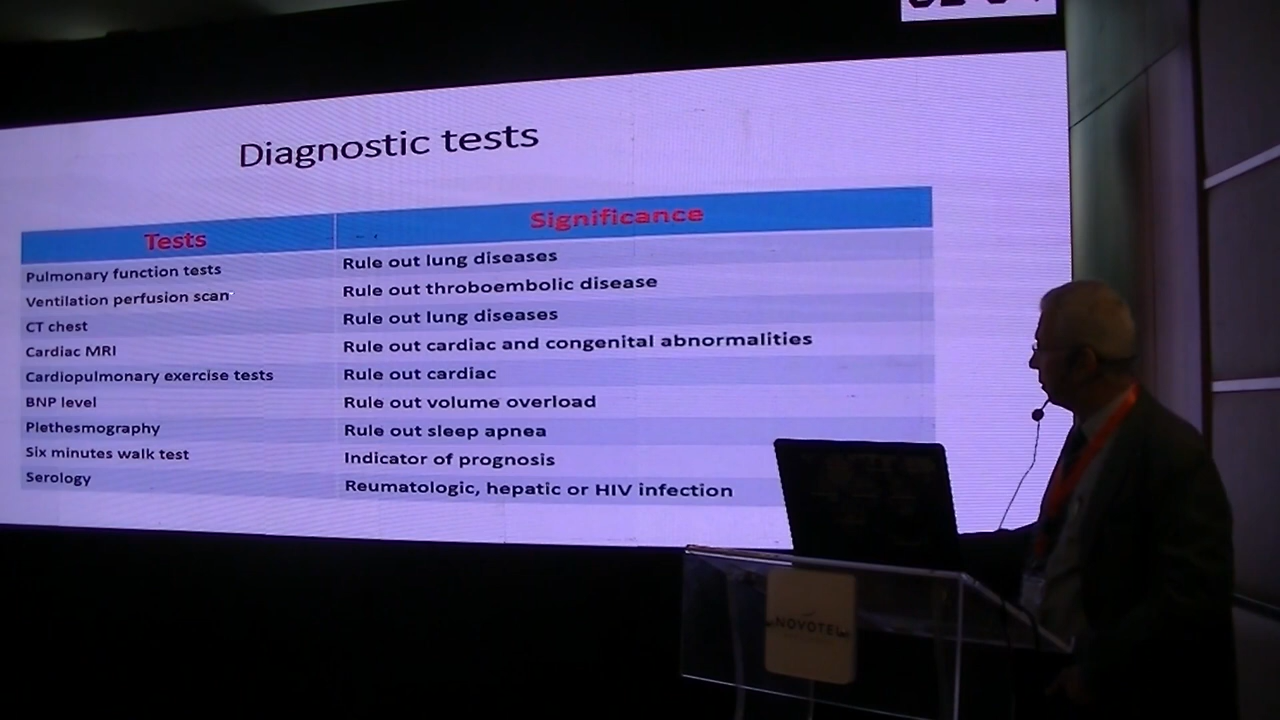 Diagnostic tests
Tests Significance
Pulmonary function tests Rule out lung diseases
Ventilation perfusion scan Rule out throboembolic disease
CT chest Rule out lung diseases
Cardiac MRI Rule out cardiac and congenital abnormalities
Cardiopulmonary exercise tests Rule out cardiac
BNP level Rule out volume overload
Plethesmography Rule out sleep apnea
Six minutes walk test Indicator of prognosis
Serology Reumatologic, hepatic or HIV infection
NOVOTEL